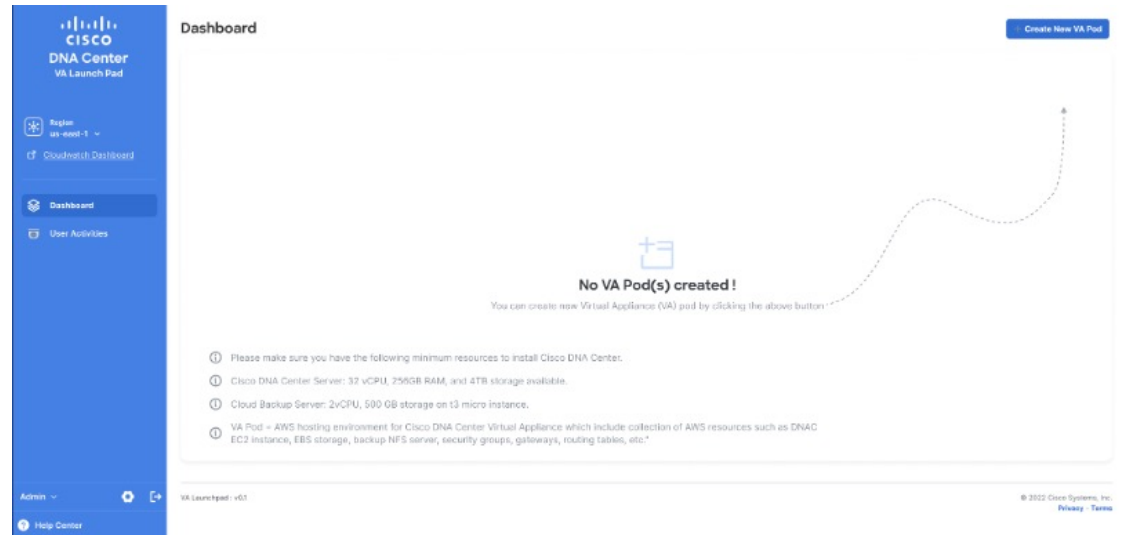 CISCO
DNA Center
VA Launch Pad
Region
us-east-1
Cloudwatch Dashboard
Dashboard
User Activities
Admin
Help Center
Dashboard
Create New VA Pod
No VA Pod(s) created !
You can create new Virtual Appliance (VA) pod by clicking the above button
Please make sure you have the following minimum resources to install Cisco DNA Center.
Cisco DNA Center Server: 32 vCPU, 256GB RAM, and 4TB storage available.
Cloud Backup Server: 2vCPU, 500 GB storage on t3 micro instance.
VA Pod = AWS hosting environment for Cisco DNA Center Virtual Appliance which include collection of AWS resources such as DNAC
EC2 instance, EBS storage, backup NFS server, security groups, gateways, routing tables, etc."
VA Launchpad : v0.1
© 2022 Cisco Systems, Inc.
Privacy - Terms